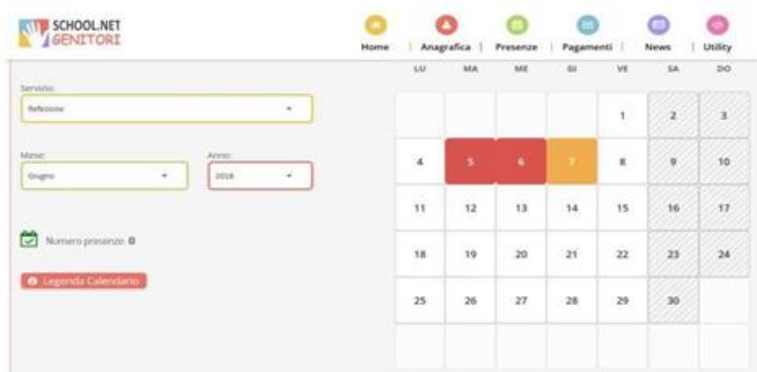 SCHOOL.NET
GENITORI
Home | Anagrafica | Presenze | Pagamenti | News | Utility
Servizio:
Refezione
Mese: Anno:
Giugno 2018
Numero presenze: 0
Legenda Calendario
LU MA ME GI VE SA DO
1 2 3
4 5 6 7 8 9 10
11 12 13 14 15 16 17
18 19 20 21 22 23 24
25 26 27 28 29 30